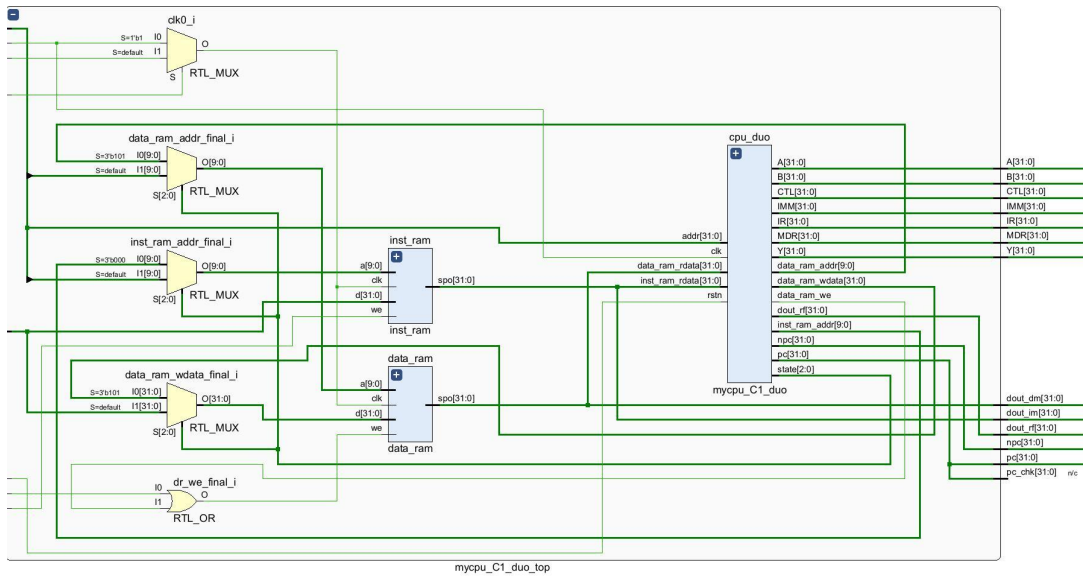 clk0_i
S=1'b1 I0
S=default I1
O
S
RTL_MUX
data_ram_addr_final_i
S=3'b101 I0[9:0]
S=default I1[9:0]
O[9:0]
S[2:0]
RTL_MUX
inst_ram_addr_final_i
S=3'b000 I0[9:0]
S=default I1[9:0]
O[9:0]
S[2:0]
RTL_MUX
data_ram_wdata_final_i
S=3'b101 I0[31:0]
S=default I1[31:0]
O[31:0]
S[2:0]
RTL_MUX
dr_we_final_i
I0
I1
O
RTL_OR
inst_ram
a[9:0]
clk
d[31:0]
we
spo[31:0]
inst_ram
data_ram
a[9:0]
clk
d[31:0]
we
spo[31:0]
data_ram
cpu_duo
addr[31:0]
clk
data_ram_rdata[31:0]
inst_ram_rdata[31:0]
rstn
A[31:0]
B[31:0]
CTL[31:0]
IMM[31:0]
IR[31:0]
MDR[31:0]
Y[31:0]
data_ram_addr[9:0]
data_ram_wdata[31:0]
data_ram_we
dout_rf[31:0]
inst_ram_addr[9:0]
npc[31:0]
pc[31:0]
state[2:0]
mycpu_C1_duo
A[31:0]
B[31:0]
CTL[31:0]
IMM[31:0]
IR[31:0]
MDR[31:0]
Y[31:0]
dout_dm[31:0]
dout_im[31:0]
dout_rf[31:0]
npc[31:0]
pc[31:0]
pc_chk[31:0] n/c
mycpu_C1_duo_top